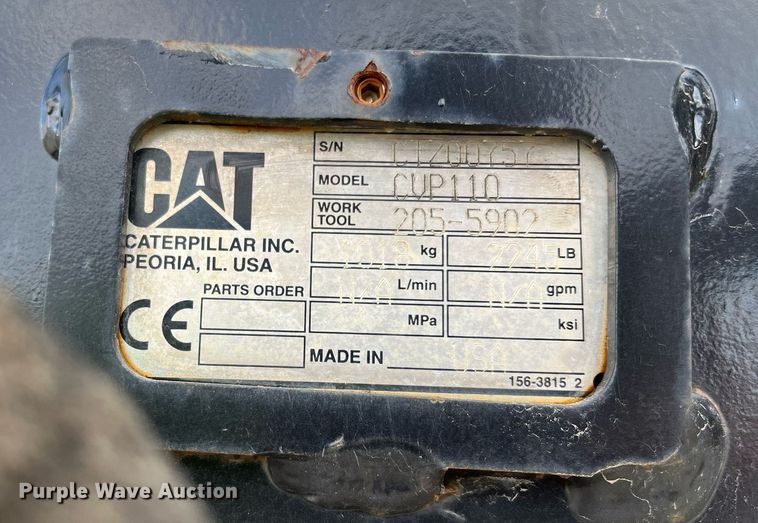 CAT
CATERPILLAR INC.
PEORIA, IL. USA
S/N
MODEL CVP110
WORK TOOL 205-5902
kg LB
N/A L/min N/A gpm
MPa ksi
PARTS ORDER
CE
MADE IN USA
156-3815 2
Purple Wave Auction